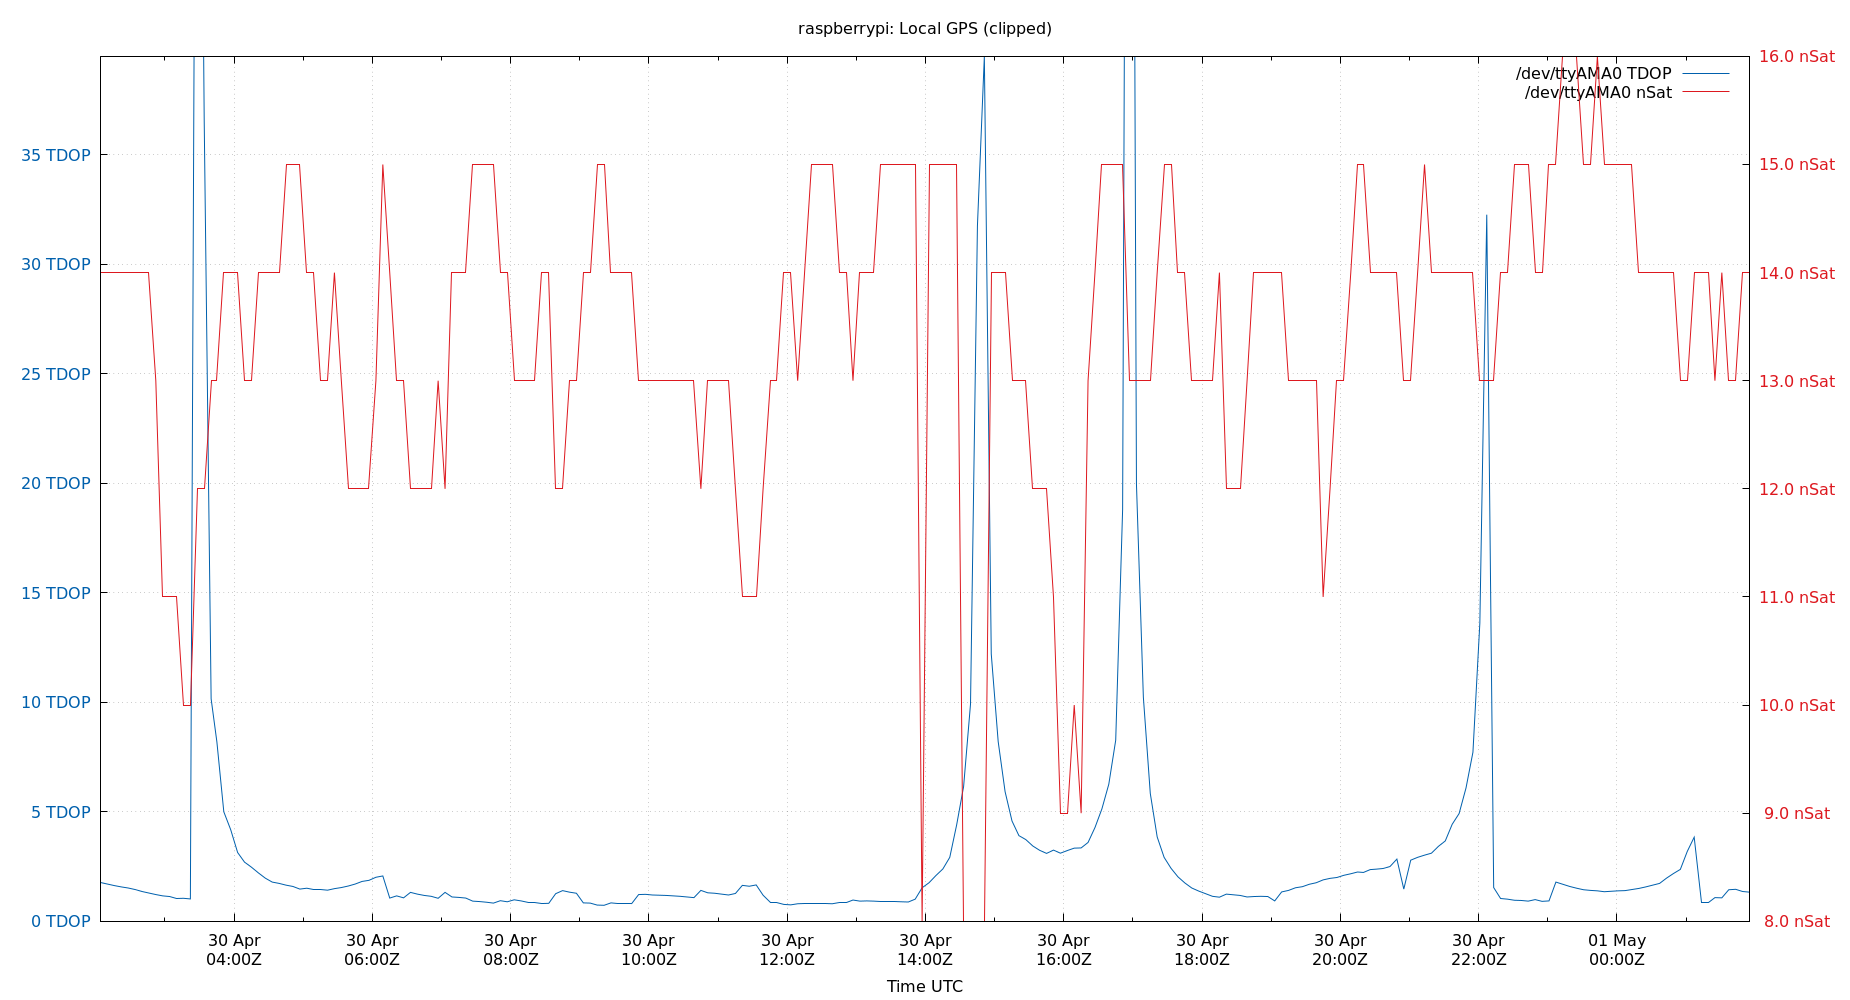 raspberrypi: Local GPS (clipped)
/dev/ttyAMA0 TDOP
/dev/ttyAMA0 nSat
35 TDOP
30 TDOP
25 TDOP
20 TDOP
15 TDOP
10 TDOP
5 TDOP
0 TDOP
16.0 nSat
15.0 nSat
14.0 nSat
13.0 nSat
12.0 nSat
11.0 nSat
10.0 nSat
9.0 nSat
8.0 nSat
30 Apr
04:00Z
30 Apr
06:00Z
30 Apr
08:00Z
30 Apr
10:00Z
30 Apr
12:00Z
30 Apr
14:00Z
30 Apr
16:00Z
30 Apr
18:00Z
30 Apr
20:00Z
30 Apr
22:00Z
01 May
00:00Z
Time UTC